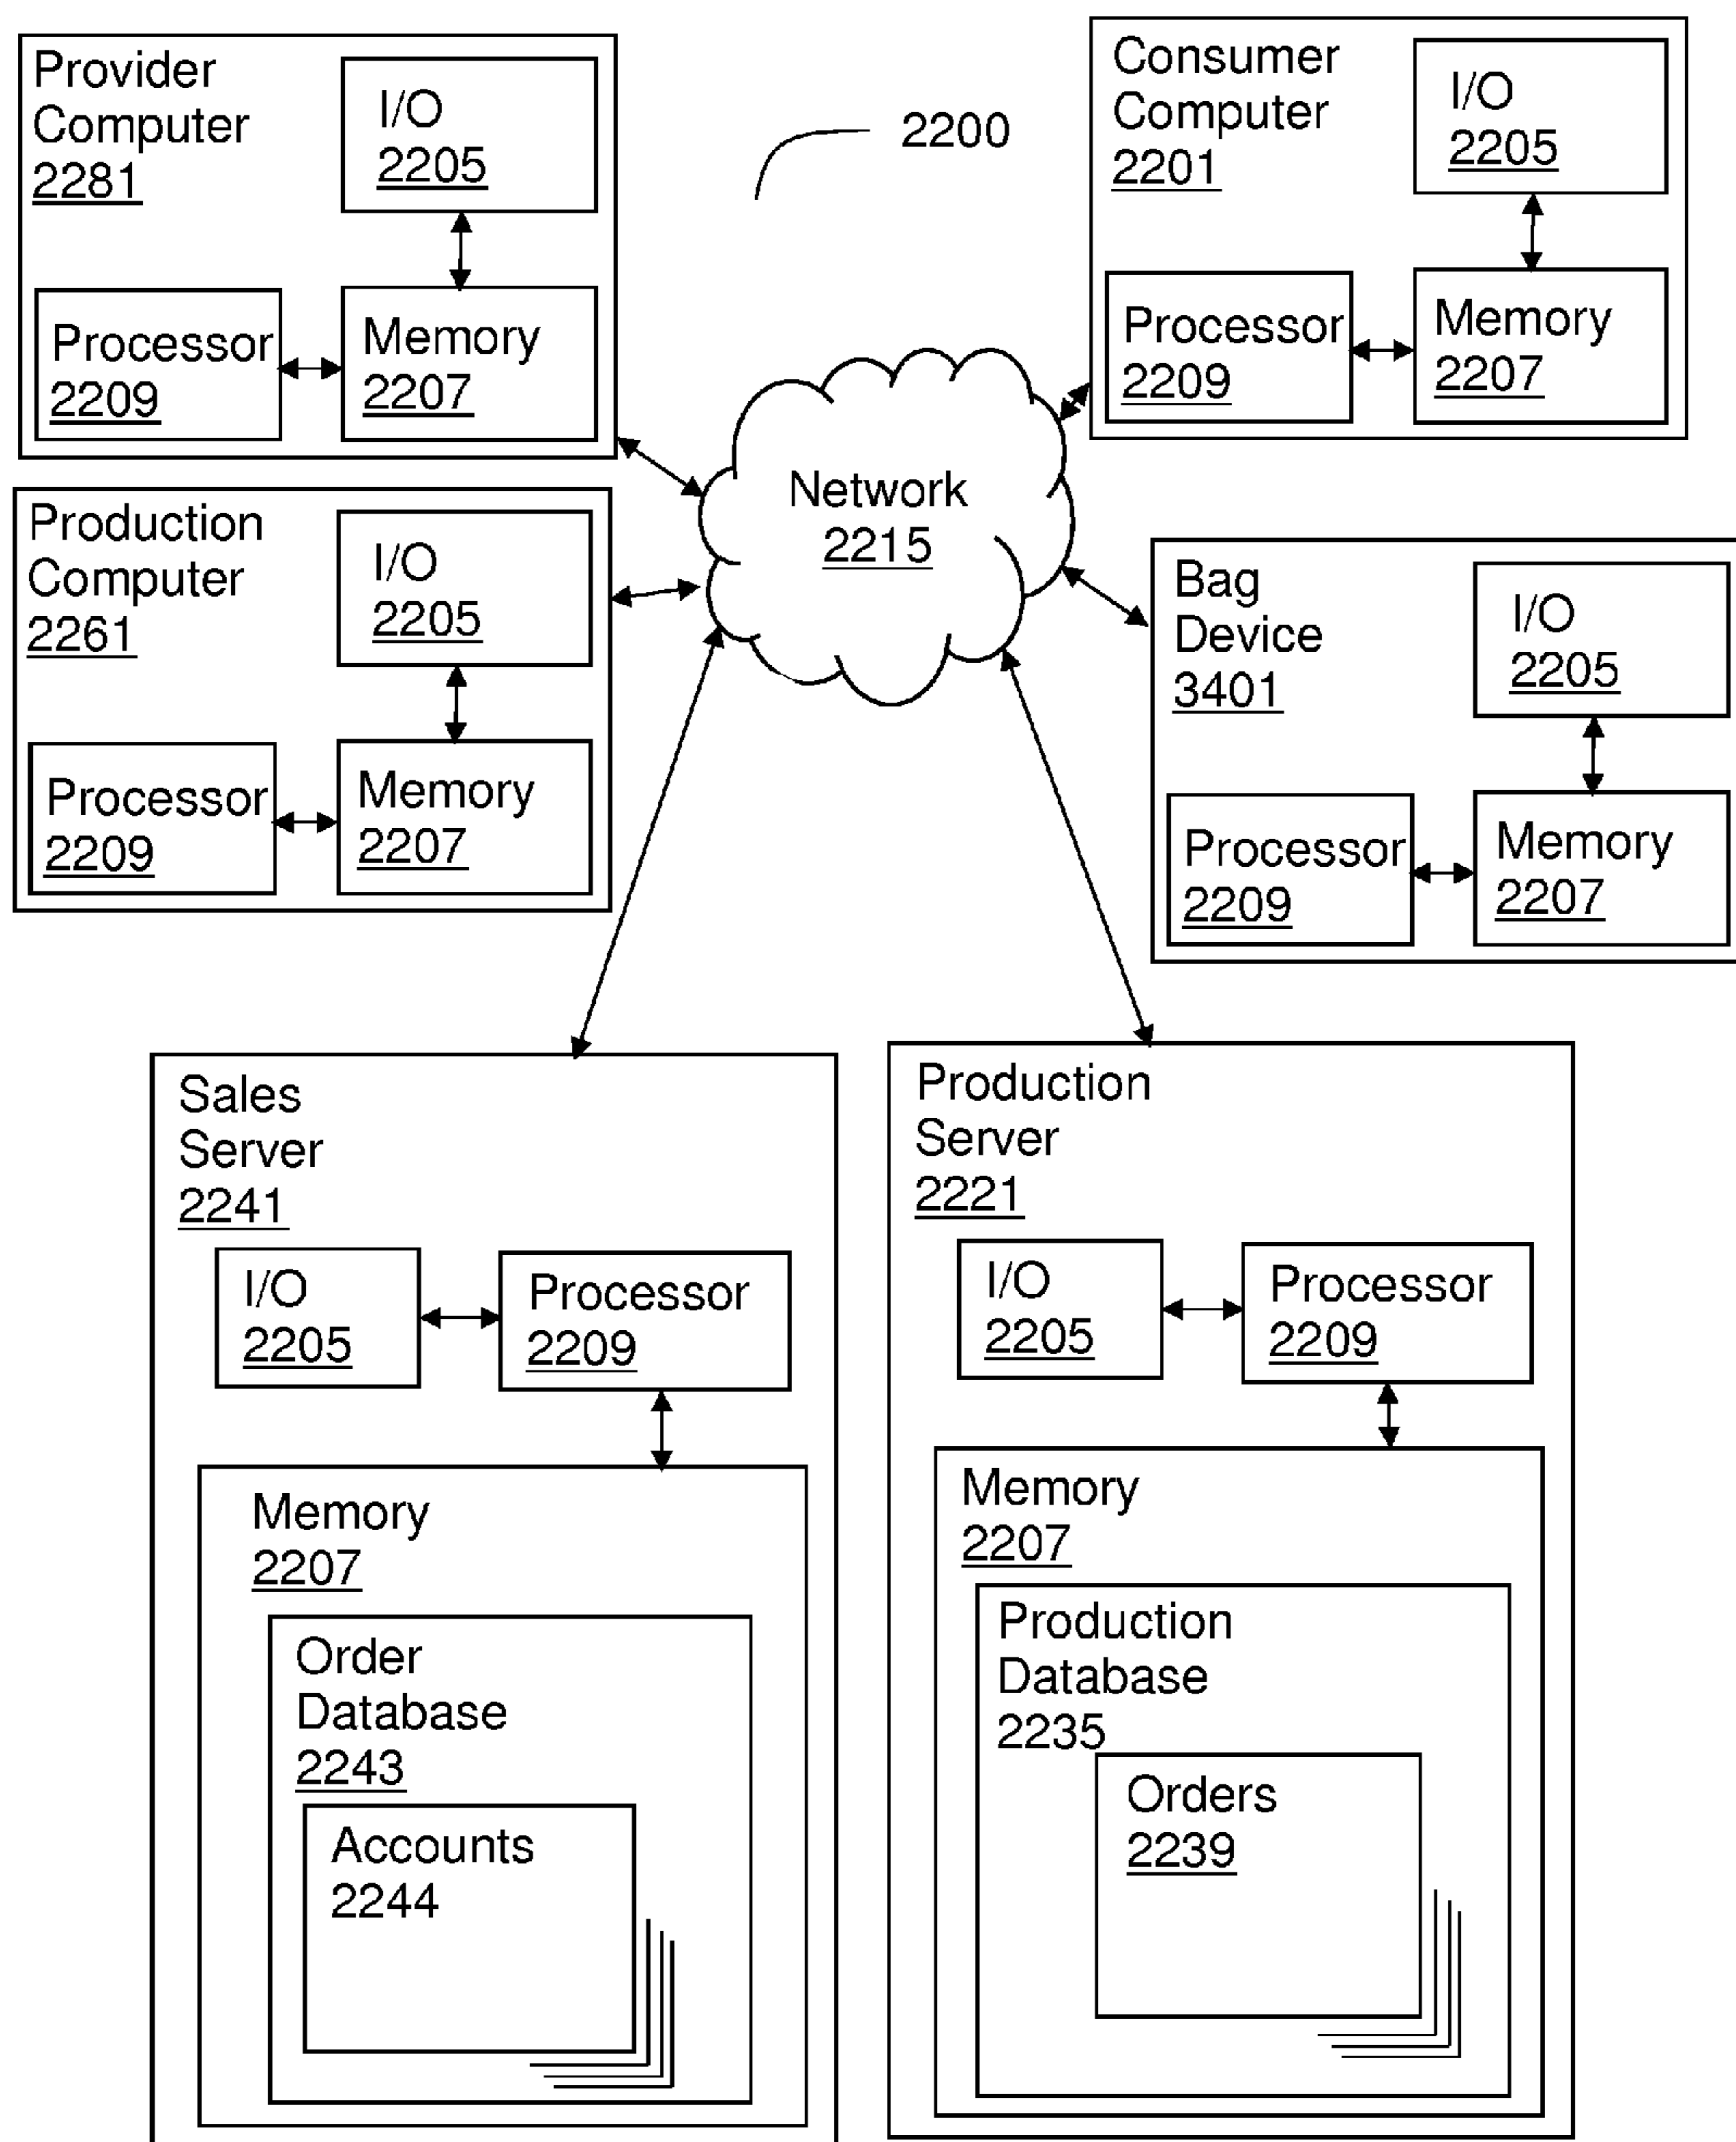 Provider
Computer
2281
I/O
2205
Processor
2209
Memory
2207
2200
Consumer
Computer
2201
I/O
2205
Processor
2209
Memory
2207
Network
2215
Production
Computer
2261
I/O
2205
Processor
2209
Memory
2207
Bag
Device
3401
I/O
2205
Processor
2209
Memory
2207
Sales
Server
2241
I/O
2205
Processor
2209
Memory
2207
Order
Database
2243
Accounts
2244
Production
Server
2221
I/O
2205
Processor
2209
Memory
2207
Production
Database
2235
Orders
2239